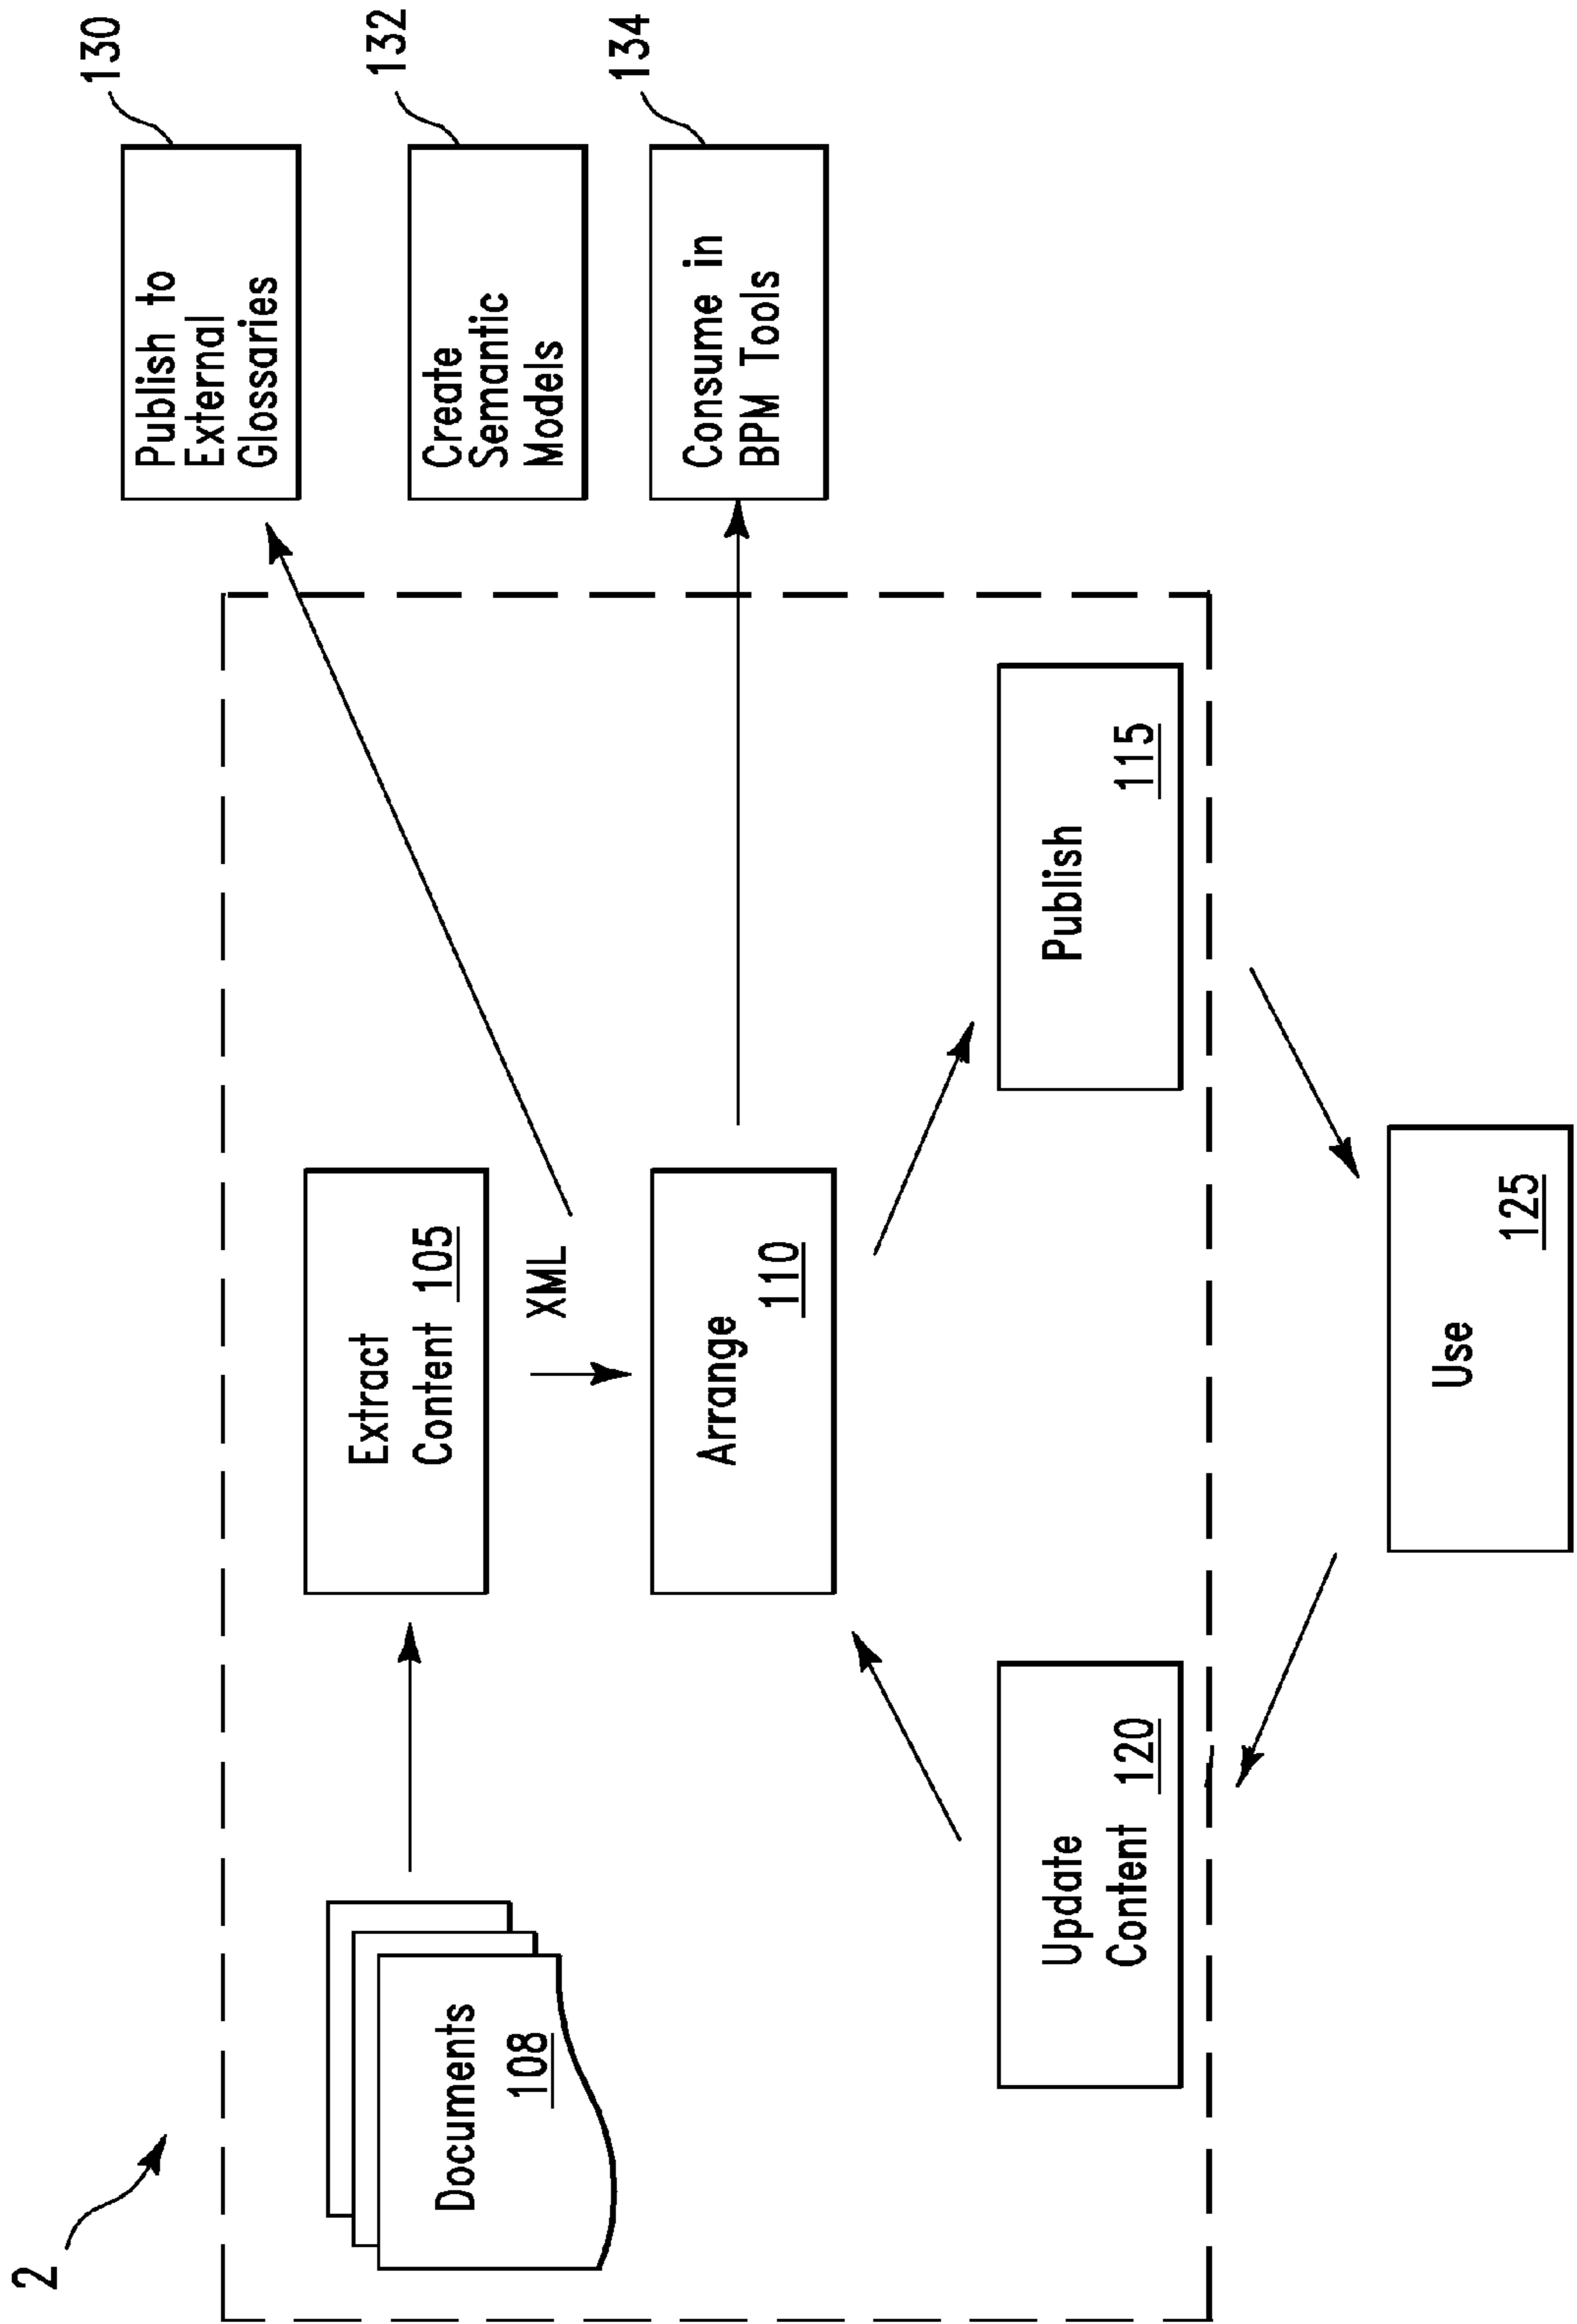 2
Documents
108
Extract
Content 105
XML
Arrange
110
Update
Content 120
Publish
115
Use
125
Publish to
External
Glossaries
130
Create
Semantic
Models
132
Consume in
BPM Tools
134